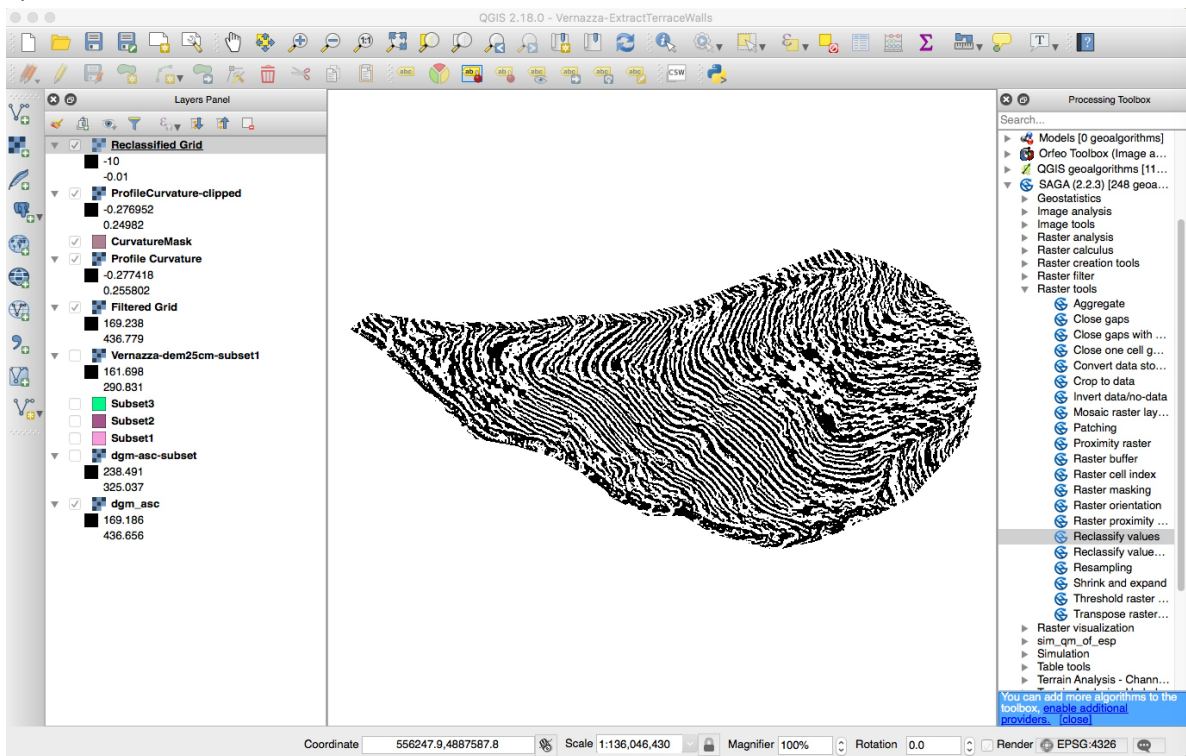 QGIS 2.18.0 - Vernazza-ExtractTerraceWalls
Layers Panel
Reclassified Grid
-10
-0.01
ProfileCurvature-clipped
-0.276952
0.24982
CurvatureMask
Profile Curvature
-0.277418
0.255802
Filtered Grid
169.238
436.779
Vernazza-dem25cm-subset1
161.698
290.831
Subset3
Subset2
Subset1
dgm-asc-subset
238.491
325.037
dgm_asc
169.186
436.656
Processing Toolbox
Search...
Models [0 geoalgorithms]
Orfeo Toolbox (Image a...
QGIS geoalgorithms [11...
SAGA (2.2.3) [248 geoa...
Geostatistics
Image analysis
Image tools
Raster analysis
Raster calculus
Raster creation tools
Raster filter
Raster tools
Aggregate
Close gaps
Close gaps with ...
Close one cell g...
Convert data sto...
Crop to data
Invert data/no-data
Mosaic raster lay...
Patching
Proximity raster
Raster buffer
Raster cell index
Raster masking
Raster orientation
Raster proximity ...
Reclassify values
Reclassify value...
Resampling
Shrink and expand
Threshold raster ...
Transpose raster...
Raster visualization
sim_qm_of_esp
Simulation
Table tools
Terrain Analysis - Chann...
You can add more algorithms to the
toolbox, enable additional
providers. [close]
Coordinate 556247.9,4887587.8 Scale 1:136,046,430 Magnifier 100% Rotation 0.0 Render EPSG:4326